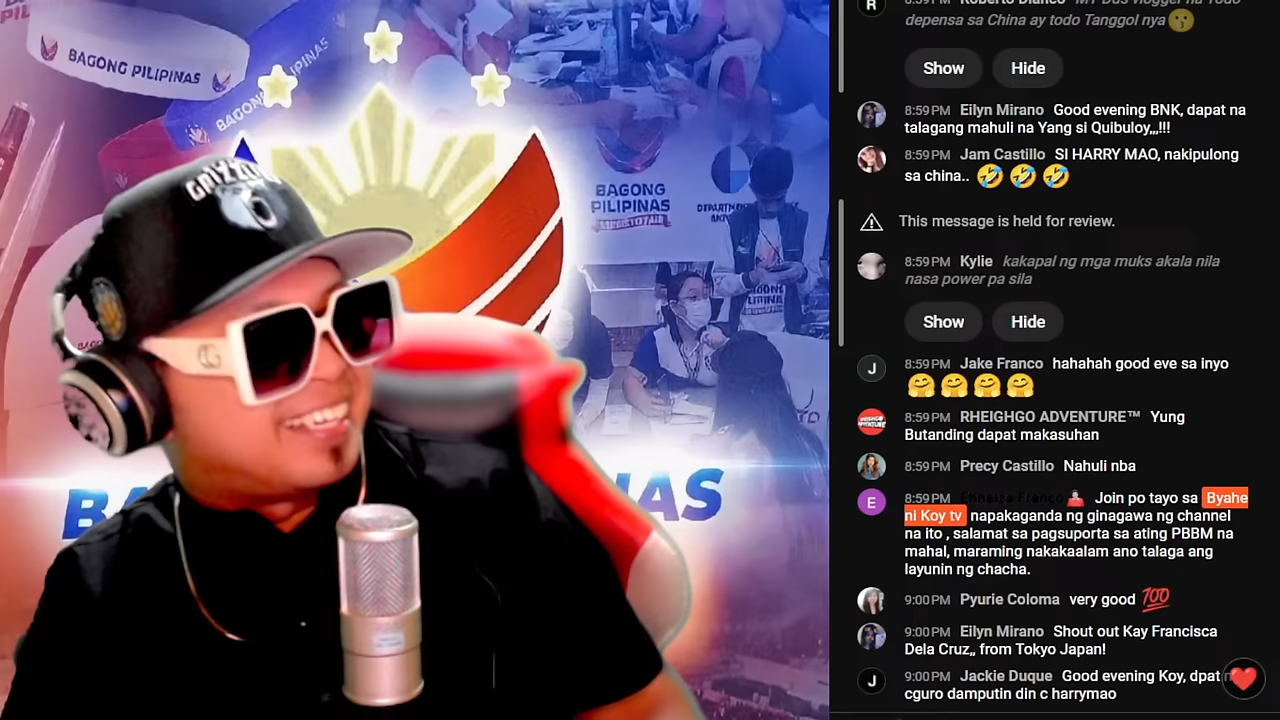 BAGONG PILIPINAS
BAGONG
PILIPINAS
GRIZZLIES
BAGONG
PILIPINAS
8:59 PM Roberto Blanco
depensa sa China ay todo Tanggol nya 😗
Show Hide
8:59 PM Eilyn Mirano Good evening BNK, dapat na
talagang mahuli na Yang si Quibuloy,,,!!!
8:59 PM Jam Castillo SI HARRY MAO, nakipulong
sa china.. 🤣 🤣 🤣
This message is held for review.
8:59 PM Kylie kakapal ng mga muks akala nila
nasa power pa sila
Show Hide
J 8:59 PM Jake Franco hahahah good eve sa inyo
🤗 🤗 🤗 🤗
8:59 PM RHEIGHGO ADVENTURE™ Yung
Butanding dapat makasuhan
8:59 PM Precy Castillo Nahuli nba
E 8:59 PM Join po tayo sa Byahe
ni Koy tv napakaganda ng ginagawa ng channel
na ito , salamat sa pagsuporta sa ating PBBM na
mahal, maraming nakakaalam ano talaga ang
layunin ng chacha.
9:00 PM Pyurie Coloma very good 💯
9:00 PM Eilyn Mirano Shout out Kay Francisca
Dela Cruz,, from Tokyo Japan!
J 9:00 PM Jackie Duque Good evening Koy, dpat
cguro damputin din c harrymao